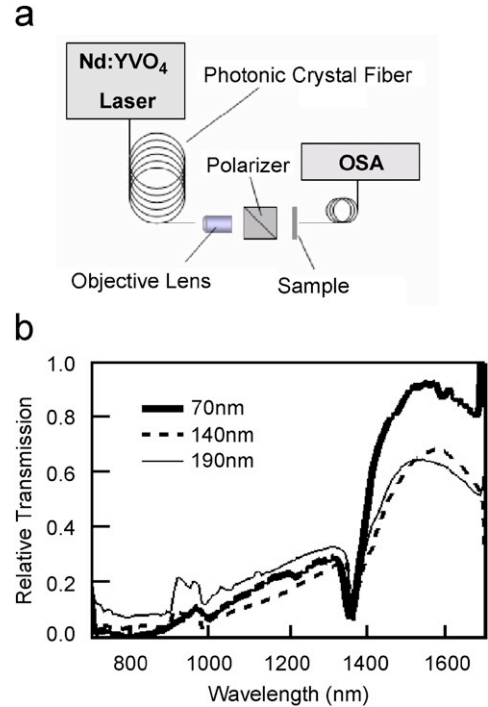 a
Nd:YVO₄
Laser
Photonic Crystal Fiber
Polarizer
OSA
Objective Lens
Sample
b
Relative Transmission
1.0
0.8
0.6
0.4
0.2
0.0
70nm
140nm
190nm
800 1000 1200 1400 1600
Wavelength (nm)